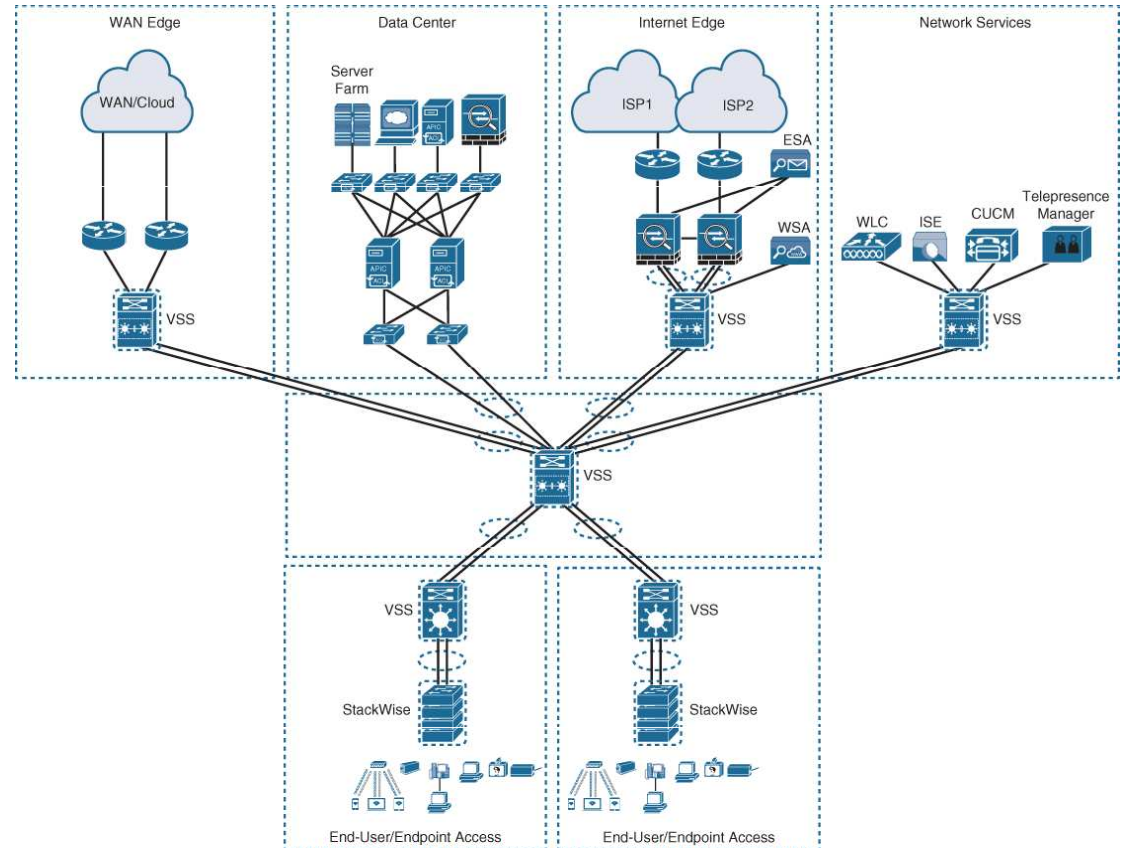 WAN Edge
Data Center
Internet Edge
Network Services
WAN/Cloud
Server
Farm
APIC
ISP1
ISP2
ESA
WSA
WLC
ISE
CUCM
Telepresence
Manager
APIC
APIC
VSS
VSS
VSS
VSS
VSS
VSS
StackWise
StackWise
End-User/Endpoint Access
End-User/Endpoint Access